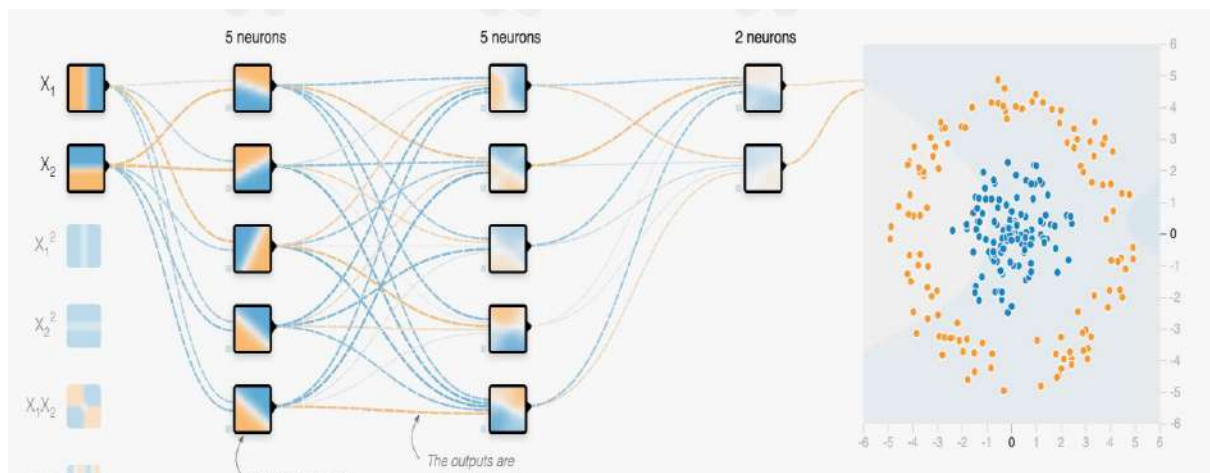 5 neurons
5 neurons
2 neurons
X₁
X₂
X₁²
X₂²
X₁X₂
The outputs are
6
5
4
3
2
1
0
-1
-2
-3
-4
-5
-6
-6 -5 -4 -3 -2 -1 0 1 2 3 4 5 6